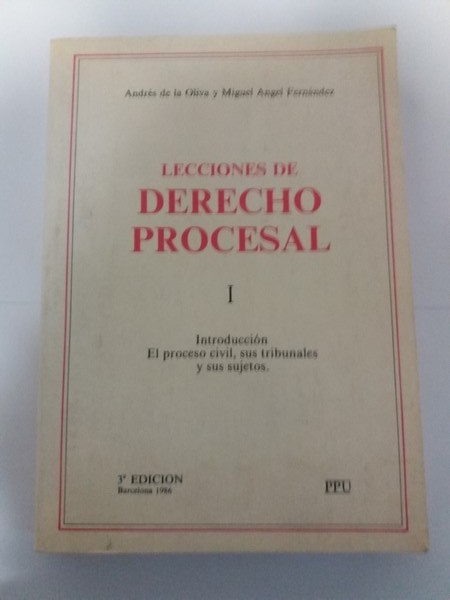 Andrés de la Oliva y Miguel Angel Fernández
LECCIONES DE
DERECHO
PROCESAL
I
Introducción
El proceso civil, sus tribunales
y sus sujetos.
3ª EDICION
Barcelona 1986
PPU